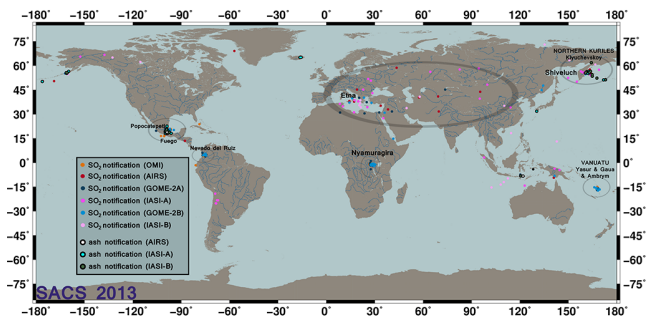 -180° -150° -120° -90° -60° -30° 0° 30° 60° 90° 120° 150° 180°
75° 75°
NORTHERN KURILES
Klyuchevskoy
60° 60°
Shiveluch
45° 45°
Etna
30° 30°
Popocatepetl
15° 15°
Fuego
Nevado del Ruiz
Nyamuragira
0° 0°
VANUATU
Yasur & Gaua
& Ambrym
-15° -15°
-30° -30°
-45° -45°
-60° -60°
-75° -75°
SO2 notification (OMI)
SO2 notification (AIRS)
SO2 notification (GOME-2A)
SO2 notification (IASI-A)
SO2 notification (GOME-2B)
SO2 notification (IASI-B)
ash notification (AIRS)
ash notification (IASI-A)
ash notification (IASI-B)
SACS 2013
-180° -150° -120° -90° -60° -30° 0° 30° 60° 90° 120° 150° 180°